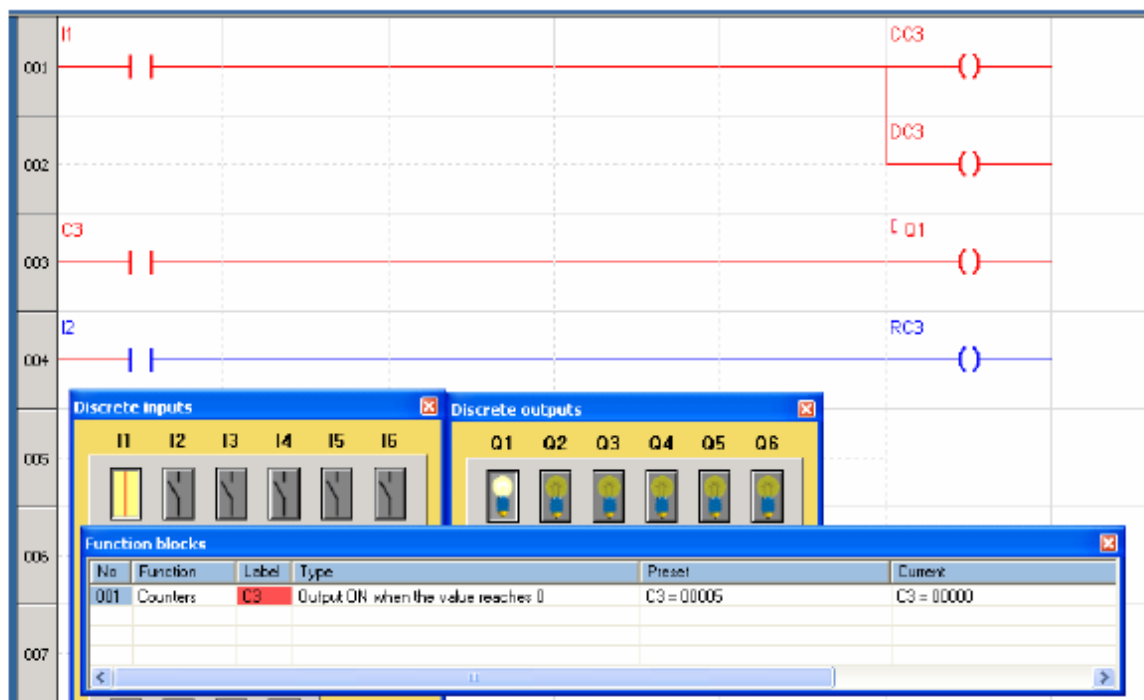 I1 CC3
001
DC3
002
C3 [ Q1
003
I2 RC3
004
Discrete inputs
I1 I2 I3 I4 I5 I6
Discrete outputs
Q1 Q2 Q3 Q4 Q5 Q6
005
006
Function blocks
No Function Label Type Preset Current
001 Counters C3 Output ON when the value reaches 0 C3 = 00005 C3 = 00000
007